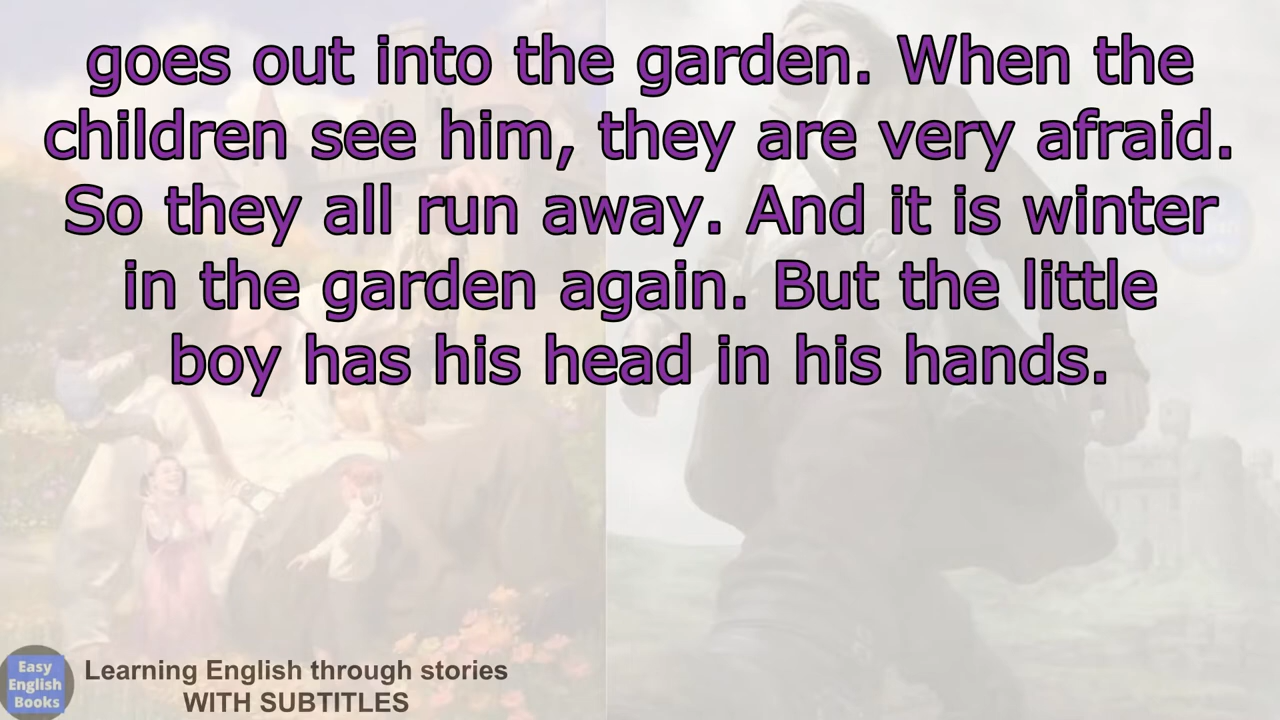 goes out into the garden. When the
children see him, they are very afraid.
So they all run away. And it is winter
in the garden again. But the little
boy has his head in his hands.
Easy
English
Books
Learning English through stories
WITH SUBTITLES